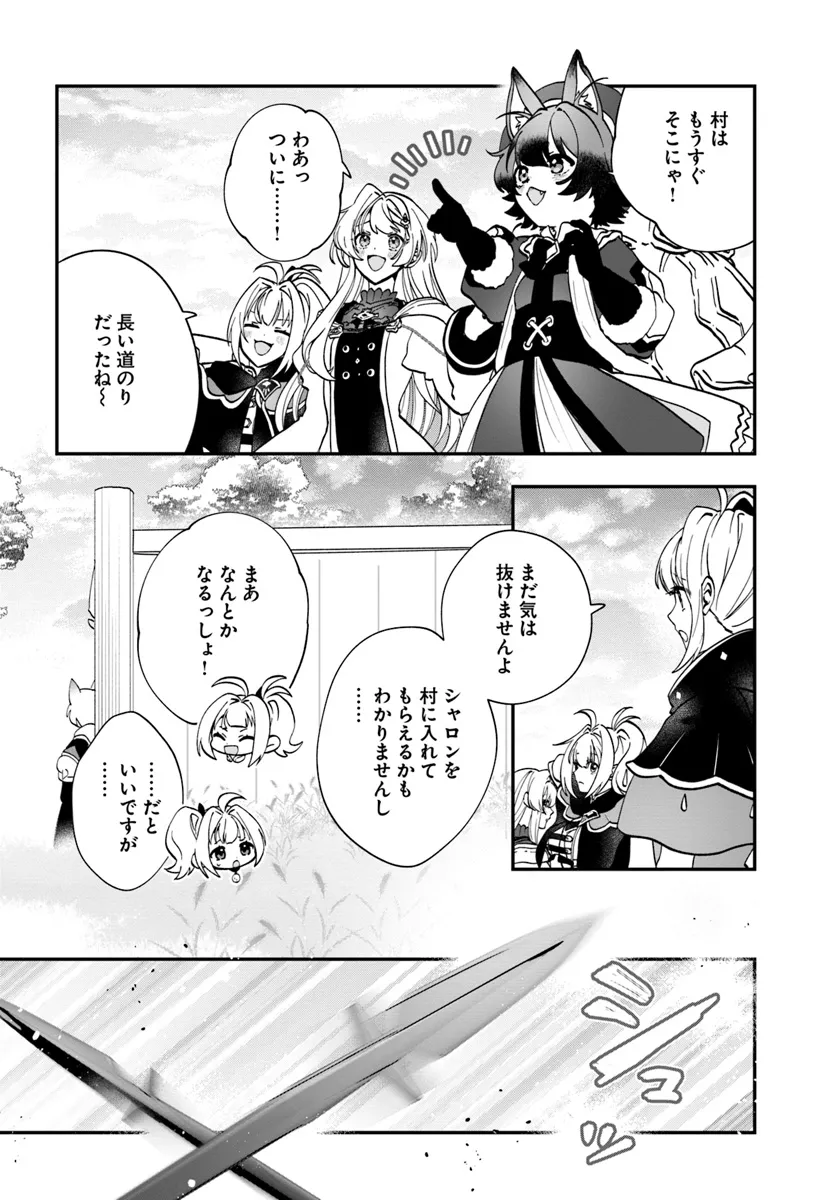 村は
もうすぐ
そこにゃ！
わあっ
ついに……！
長い道のり
だったね～
まだ気は
抜けませんよ
シャロンを
村に入れて
もらえるかも
わかりませんし
……
まあ
なんとか
なるっしょ！
……だと
いいですが
……
シュッ